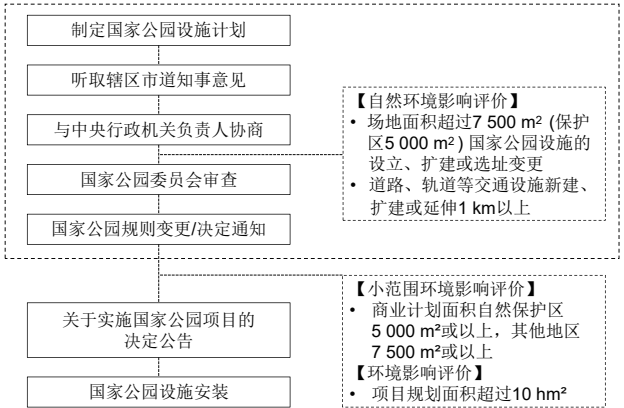 制定国家公园设施计划
听取辖区市道知事意见
与中央行政机关负责人协商
国家公园委员会审查
国家公园规则变更/决定通知
【自然环境影响评价】
• 场地面积超过7 500 m² (保护
区5 000 m²) 国家公园设施的
设立、扩建或选址变更
• 道路、轨道等交通设施新建、
扩建或延伸1 km以上
关于实施国家公园项目的
决定公告
国家公园设施安装
【小范围环境影响评价】
• 商业计划面积自然保护区
5 000 m²或以上，其他地区
7 500 m²或以上
【环境影响评价】
• 项目规划面积超过10 hm²